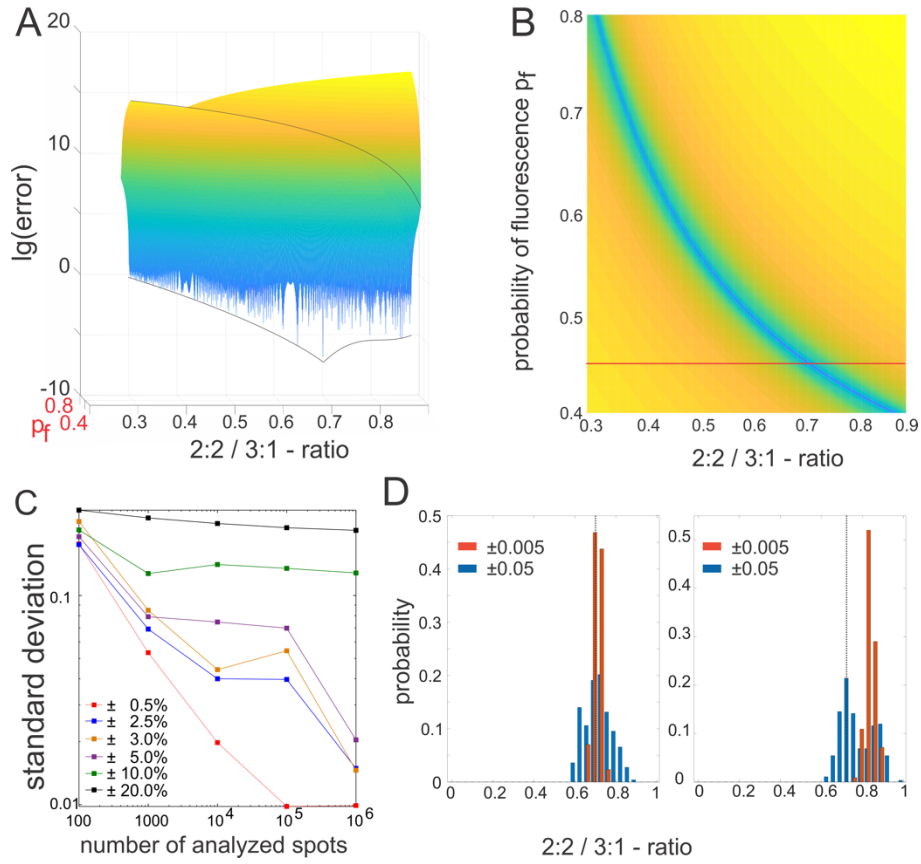 A
20
10
0
-10
lg(error)
0.8
pf 0.4
0.3 0.4 0.5 0.6 0.7 0.8
2:2 / 3:1 - ratio
B
0.8
0.7
0.6
0.5
0.4
probability of fluorescence pf
0.3 0.4 0.5 0.6 0.7 0.8 0.9
2:2 / 3:1 - ratio
C
standard deviation
0.1
0.01
± 0.5%
± 2.5%
± 3.0%
± 5.0%
± 10.0%
± 20.0%
100 1000 10^4 10^5 10^6
number of analyzed spots
D
probability
0.5
0.4
0.3
0.2
0.1
0
±0.005
±0.05
0 0.2 0.4 0.6 0.8 1
0.5
0.4
0.3
0.2
0.1
0
±0.005
±0.05
0 0.2 0.4 0.6 0.8 1
2:2 / 3:1 - ratio